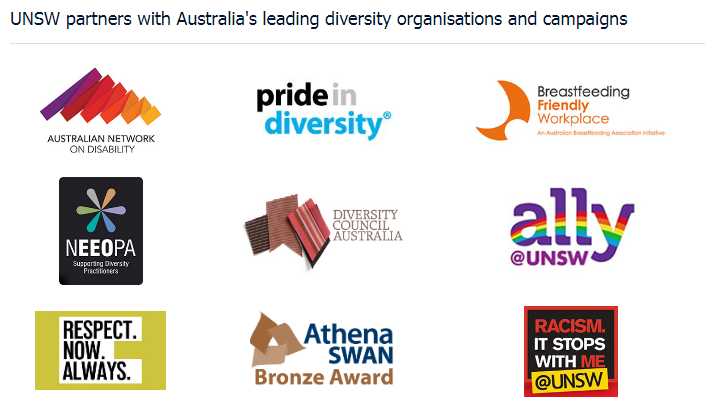 UNSW partners with Australia's leading diversity organisations and campaigns
AUSTRALIAN NETWORK
ON DISABILITY
pride in
diversity®
Breastfeeding
Friendly
Workplace
An Australian Breastfeeding Association Initiative
NEEOPA
Supporting Diversity
Practitioners
DIVERSITY
COUNCIL
AUSTRALIA
ally
@UNSW
RESPECT.
NOW.
ALWAYS.
Athena
SWAN
Bronze Award
RACISM.
IT STOPS
WITH ME
@UNSW